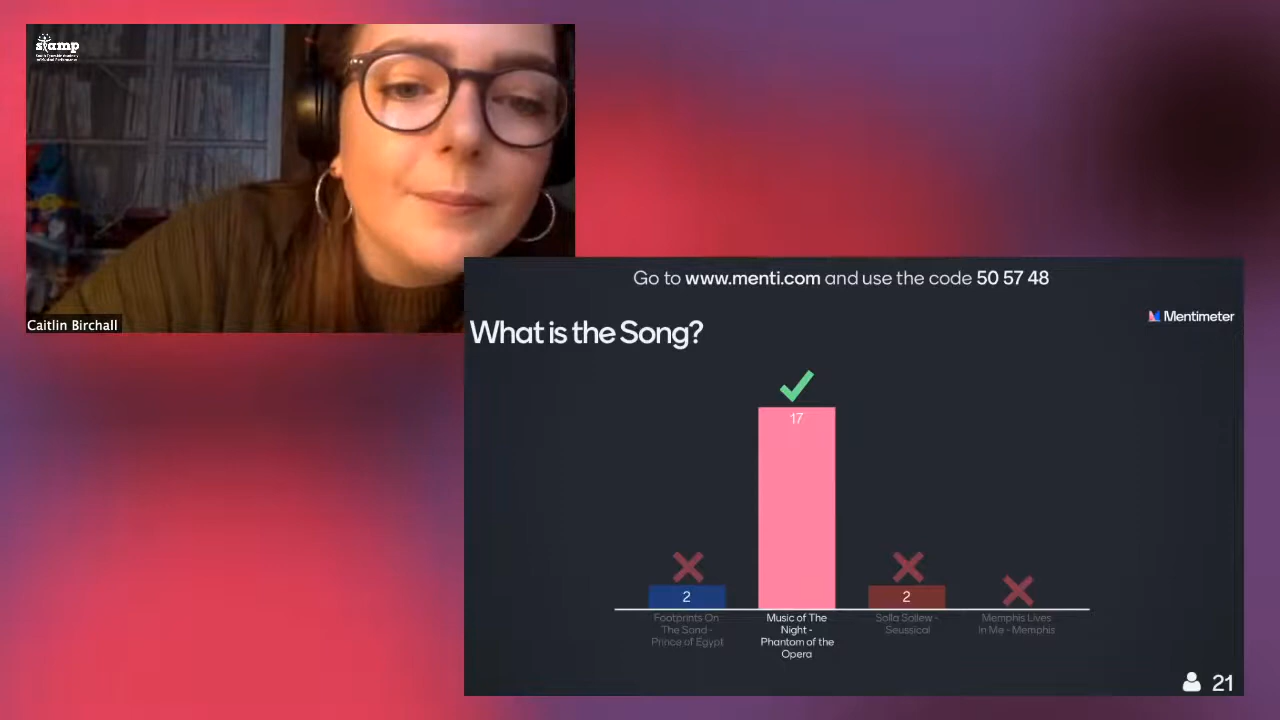 stamp
Caitlin Birchall
Go to www.menti.com and use the code 50 57 48
Mentimeter
What is the Song?
17
2
2
Footprints On
The Sand -
Prince of Egypt
Music of The
Night -
Phantom of the
Opera
Solla Sollew -
Seussical
Memphis Lives
In Me - Memphis
21